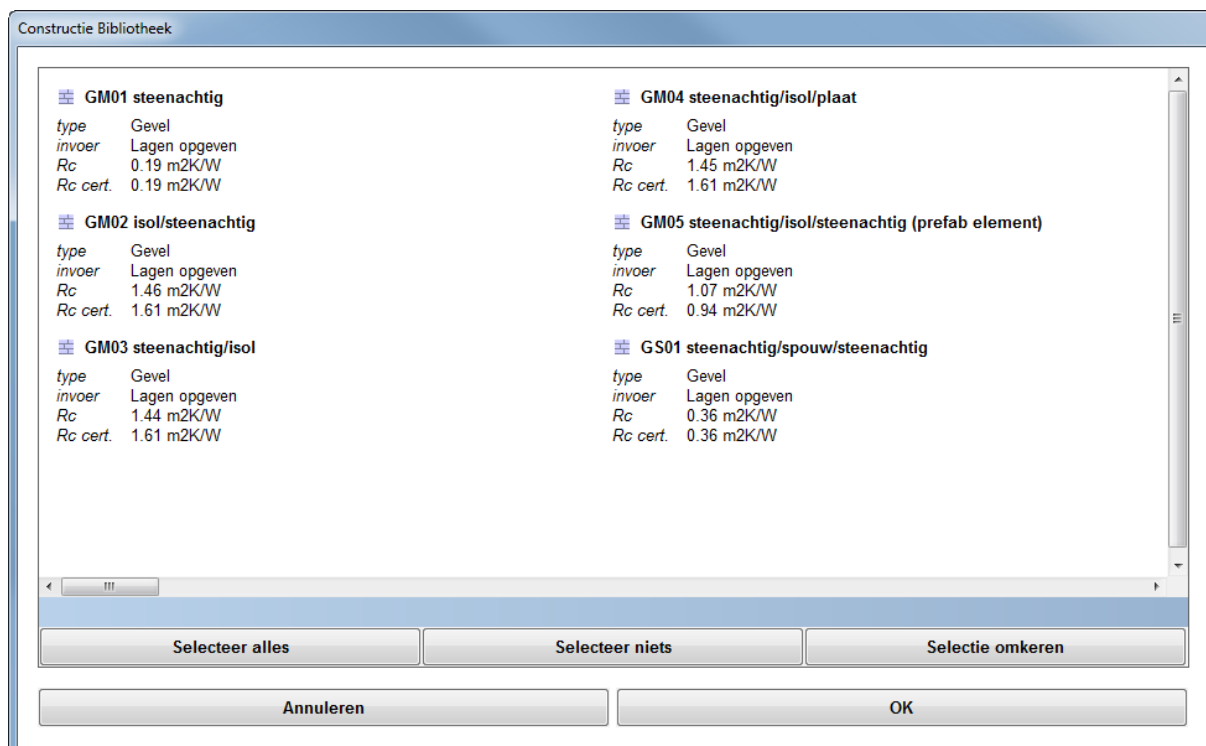 Constructie Bibliotheek
GM01 steenachtig
type Gevel
invoer Lagen opgeven
Rc 0.19 m2K/W
Rc cert. 0.19 m2K/W
GM02 isol/steenachtig
type Gevel
invoer Lagen opgeven
Rc 1.46 m2K/W
Rc cert. 1.61 m2K/W
GM03 steenachtig/isol
type Gevel
invoer Lagen opgeven
Rc 1.44 m2K/W
Rc cert. 1.61 m2K/W
GM04 steenachtig/isol/plaat
type Gevel
invoer Lagen opgeven
Rc 1.45 m2K/W
Rc cert. 1.61 m2K/W
GM05 steenachtig/isol/steenachtig (prefab element)
type Gevel
invoer Lagen opgeven
Rc 1.07 m2K/W
Rc cert. 0.94 m2K/W
GS01 steenachtig/spouw/steenachtig
type Gevel
invoer Lagen opgeven
Rc 0.36 m2K/W
Rc cert. 0.36 m2K/W
Selecteer alles
Selecteer niets
Selectie omkeren
Annuleren
OK